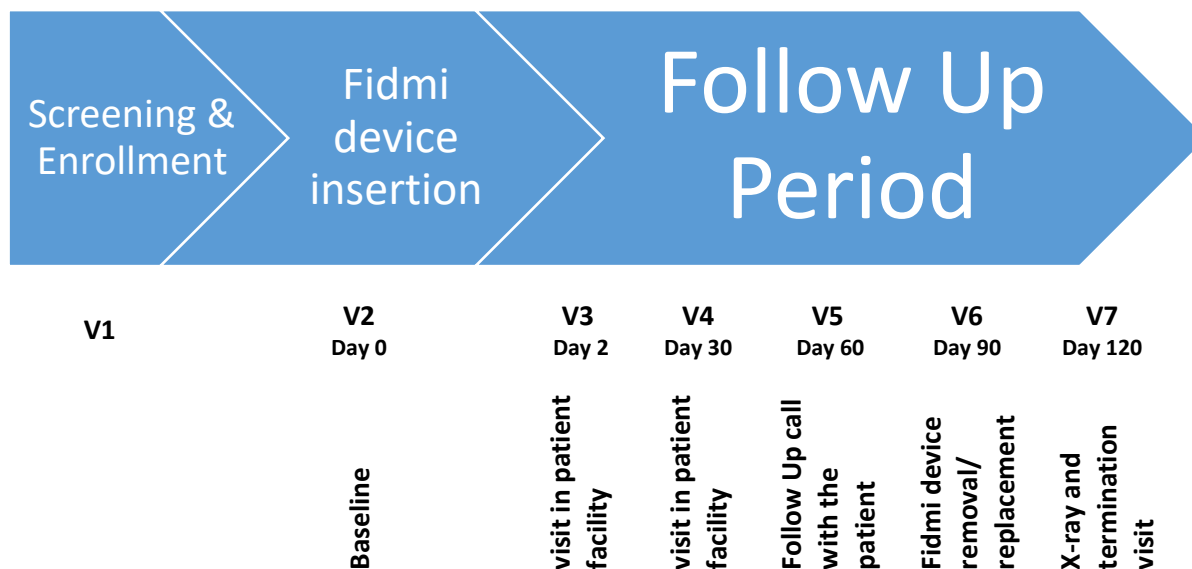 Screening &
Enrollment
Fidmi
device
insertion
Follow Up
Period
V1
V2
Day 0
V3
Day 2
V4
Day 30
V5
Day 60
V6
Day 90
V7
Day 120
Baseline
visit in patient
facility
visit in patient
facility
Follow Up call
with the
patient
Fidmi device
removal/
replacement
X-ray and
termination
visit